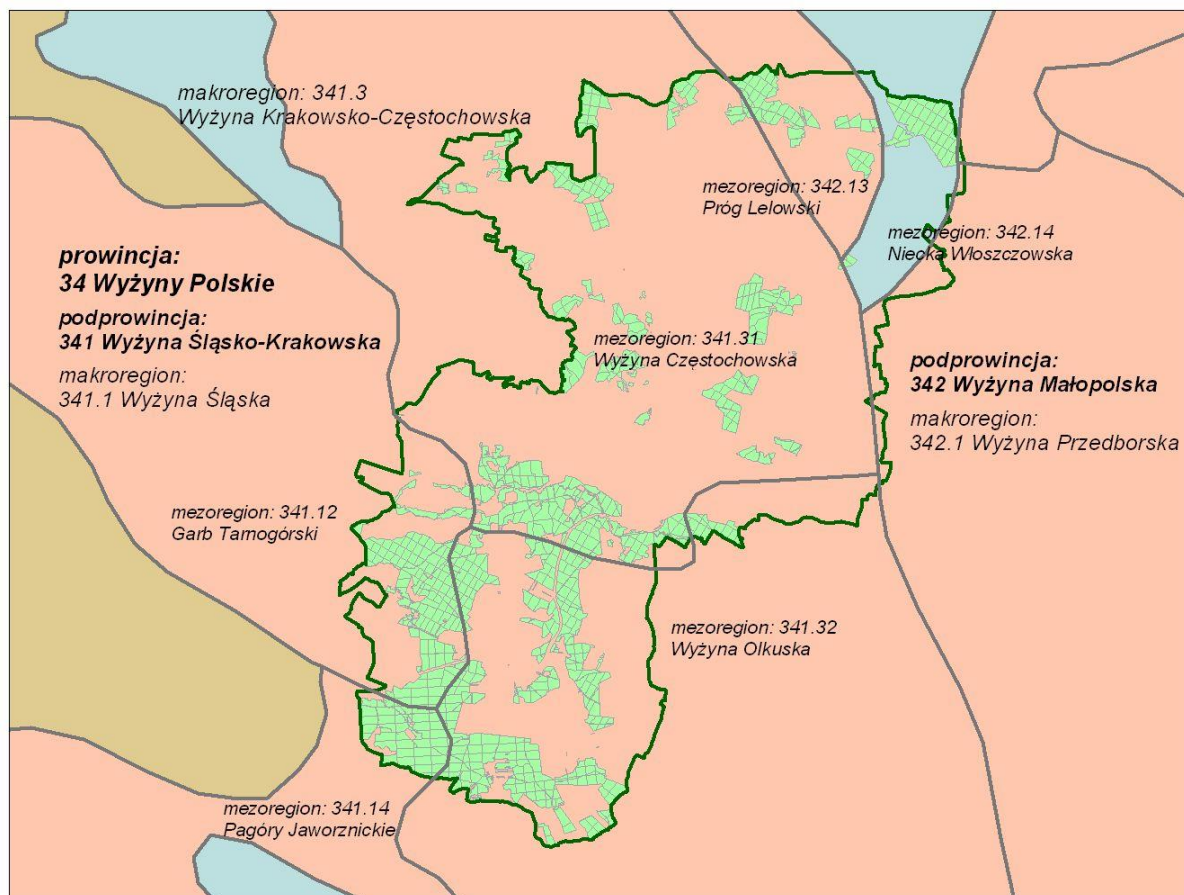 makroregion: 341.3
Wyżyna Krakowsko-Częstochowska
mezoregion: 342.13
Próg Lelowski
mezoregion: 342.14
Niecka Włoszczowska
prowincja:
34 Wyżyny Polskie
podprowincja:
341 Wyżyna Śląsko-Krakowska
makroregion:
341.1 Wyżyna Śląska
mezoregion: 341.31
Wyżyna Częstochowska
podprowincja:
342 Wyżyna Małopolska
makroregion:
342.1 Wyżyna Przedborska
mezoregion: 341.12
Garb Tarnogórski
mezoregion: 341.32
Wyżyna Olkuska
mezoregion: 341.14
Pagóry Jaworznickie